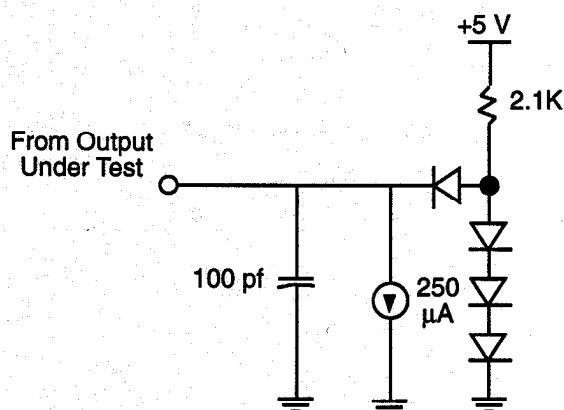 +5 V
2.1K
From Output
Under Test
100 pf
250
μA